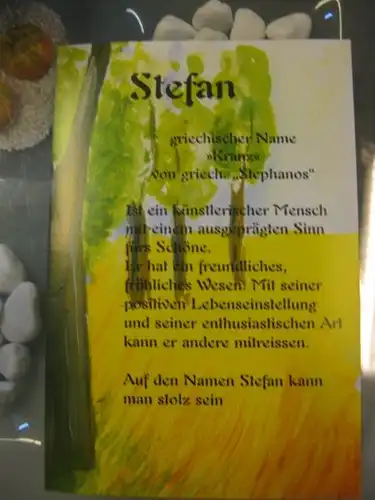 Stefan
griechischer Name
»Kranz«
von griech. „Stephanos“
Ist ein künstlerischer Mensch
mit einem ausgeprägten Sinn
fürs Schöne.
Er hat ein freundliches,
fröhliches Wesen. Mit seiner
positiven Lebenseinstellung
und seiner enthusiastischen Art
kann er andere mitreissen.
Auf den Namen Stefan kann
man stolz sein